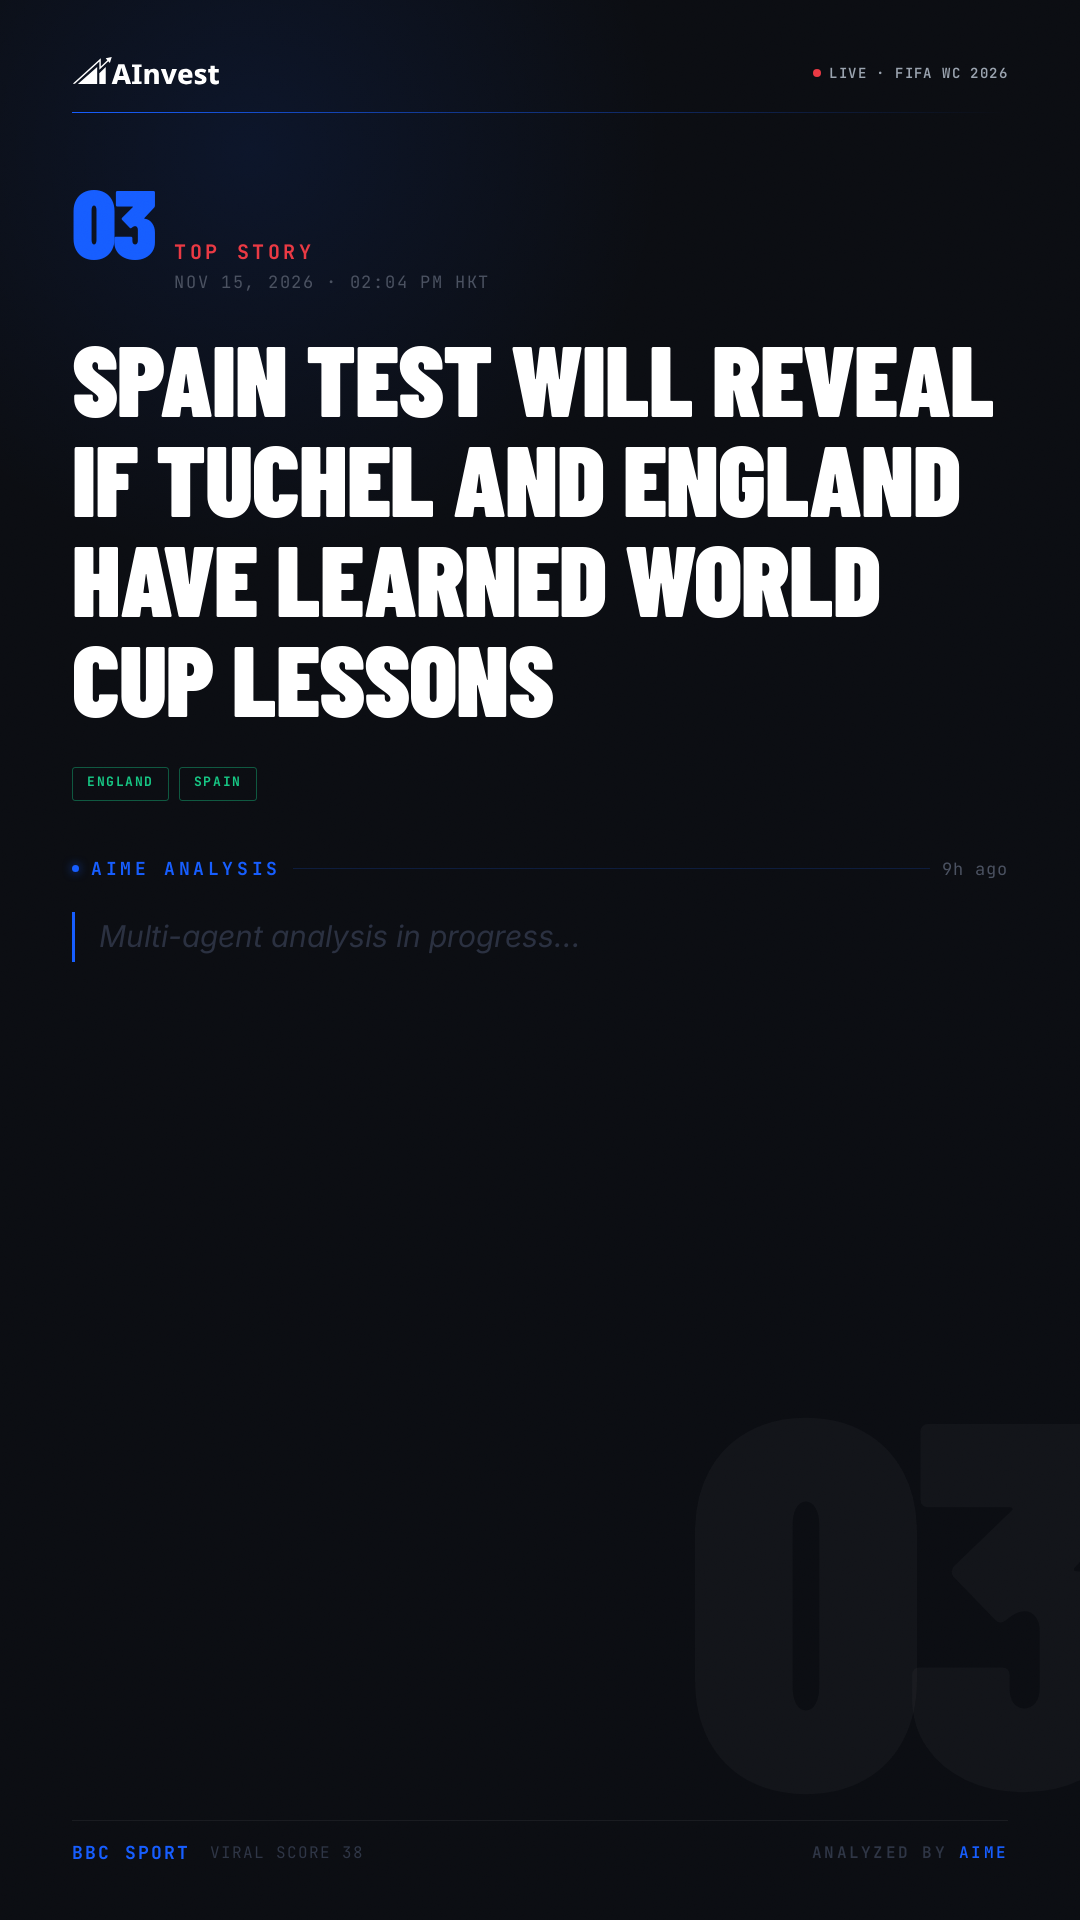 AInvest
LIVE · FIFA WC 2026
03
TOP STORY
NOV 15, 2026 · 02:04 PM HKT
SPAIN TEST WILL REVEAL
IF TUCHEL AND ENGLAND
HAVE LEARNED WORLD
CUP LESSONS
ENGLAND
SPAIN
AIME ANALYSIS
9h ago
Multi-agent analysis in progress...
03
BBC SPORT
VIRAL SCORE 38
ANALYZED BY AIME